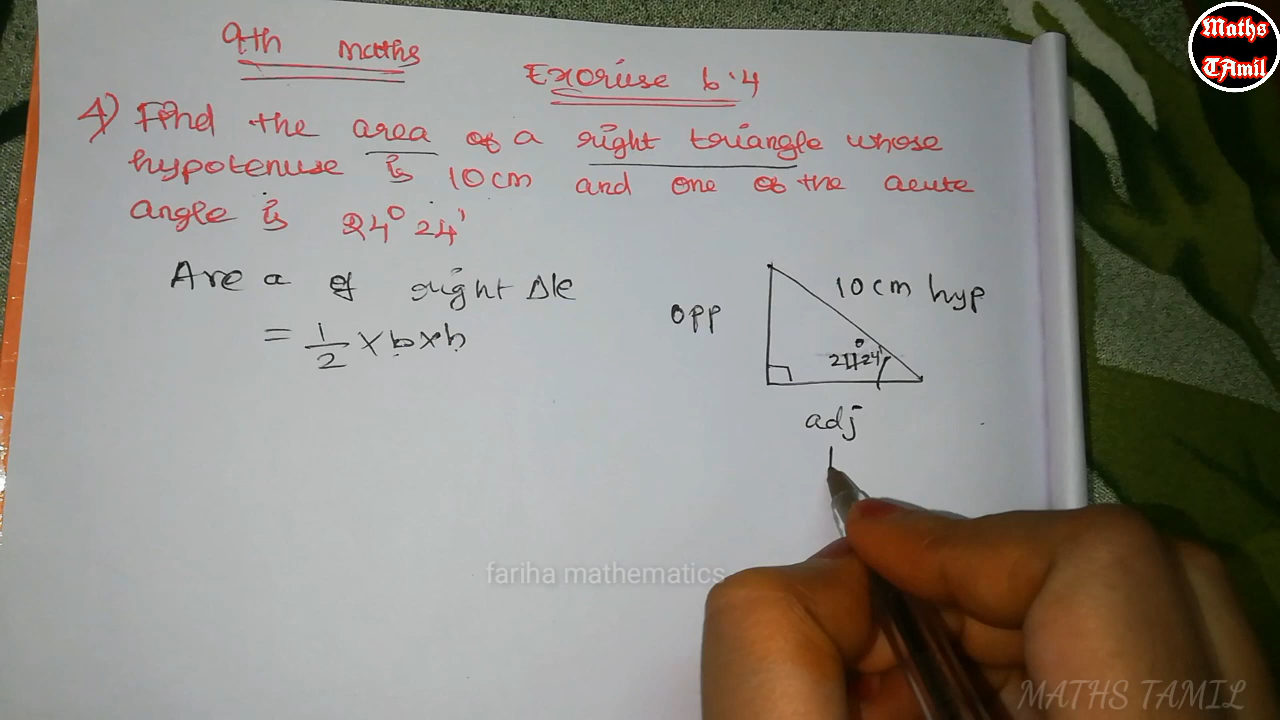 Maths
TAmil
9th maths
Exercise 6.4
4) Find the area of a right triangle whose
hypotenuse is 10cm and one of the acute
angle is 24° 24'
Area of right Δle
= 1/2 × b × h
opp
10cm hyp
24°24'
adj
fariha mathematics
MATHS TAMIL